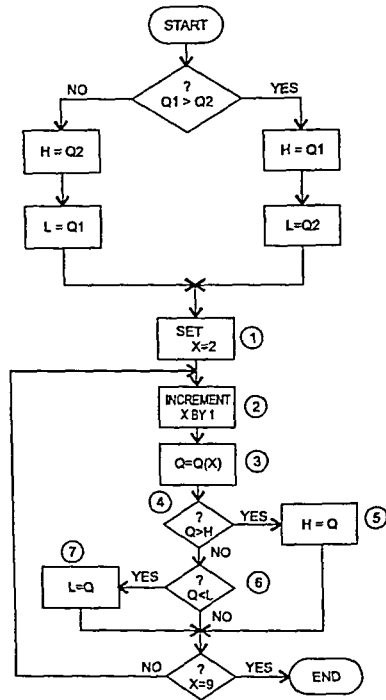 START
NO
?
YES
Q1 > Q2
H = Q2
H = Q1
L = Q1
L=Q2
SET
X=2
1
INCREMENT
X BY 1
2
Q=Q(X)
3
4
?
Q>H
YES
H = Q
5
NO
7
L=Q
YES
?
Q<L
6
NO
NO
?
X=9
YES
END